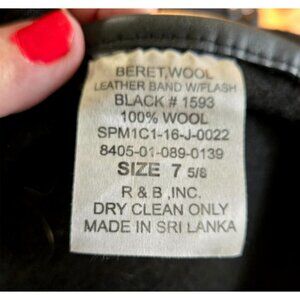 BERET,WOOL
LEATHER BAND W/FLASH
BLACK # 1593
100% WOOL
SPM1C1-16-J-0022
8405-01-089-0139
SIZE 7 5/8
R & B ,INC.
DRY CLEAN ONLY
MADE IN SRI LANKA